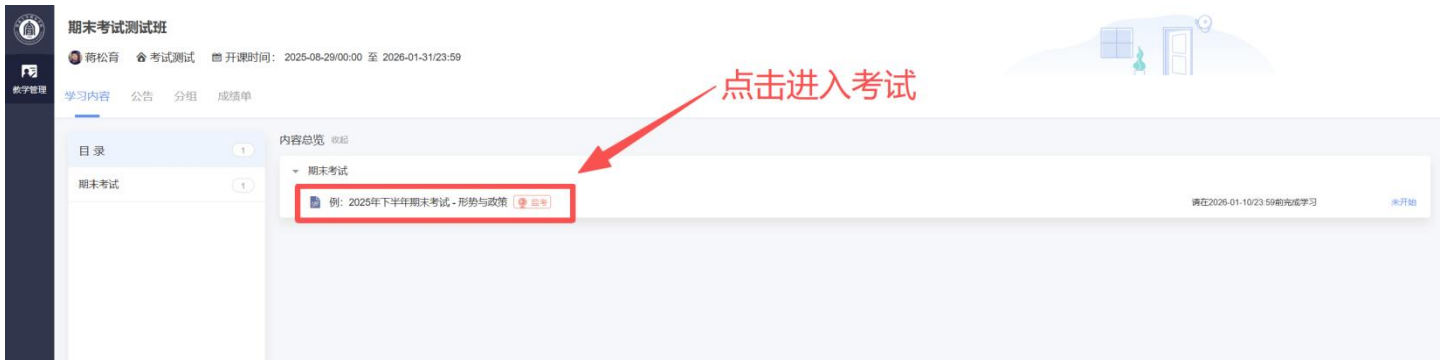 期末考试测试班
蒋松育 考试测试 开课时间： 2025-08-29/00:00 至 2026-01-31/23:59
教学管理
学习内容 公告 分组 成绩单
点击进入考试
目录 1
期末考试 1
内容总览 收起
期末考试
例：2025年下半年期末考试 - 形势与政策 监考
请在2026-01-10/23:59前完成学习 未开始